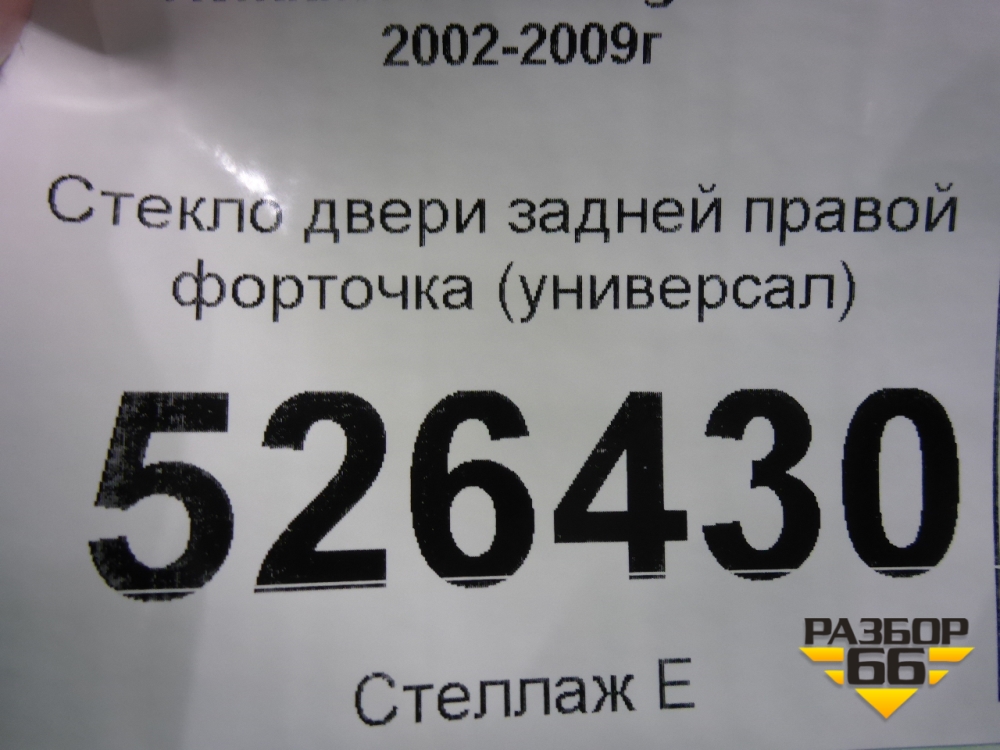 2002-2009г
Стекло двери задней правой
форточка (универсал)
526430
Стеллаж Е
РАЗБОР
66